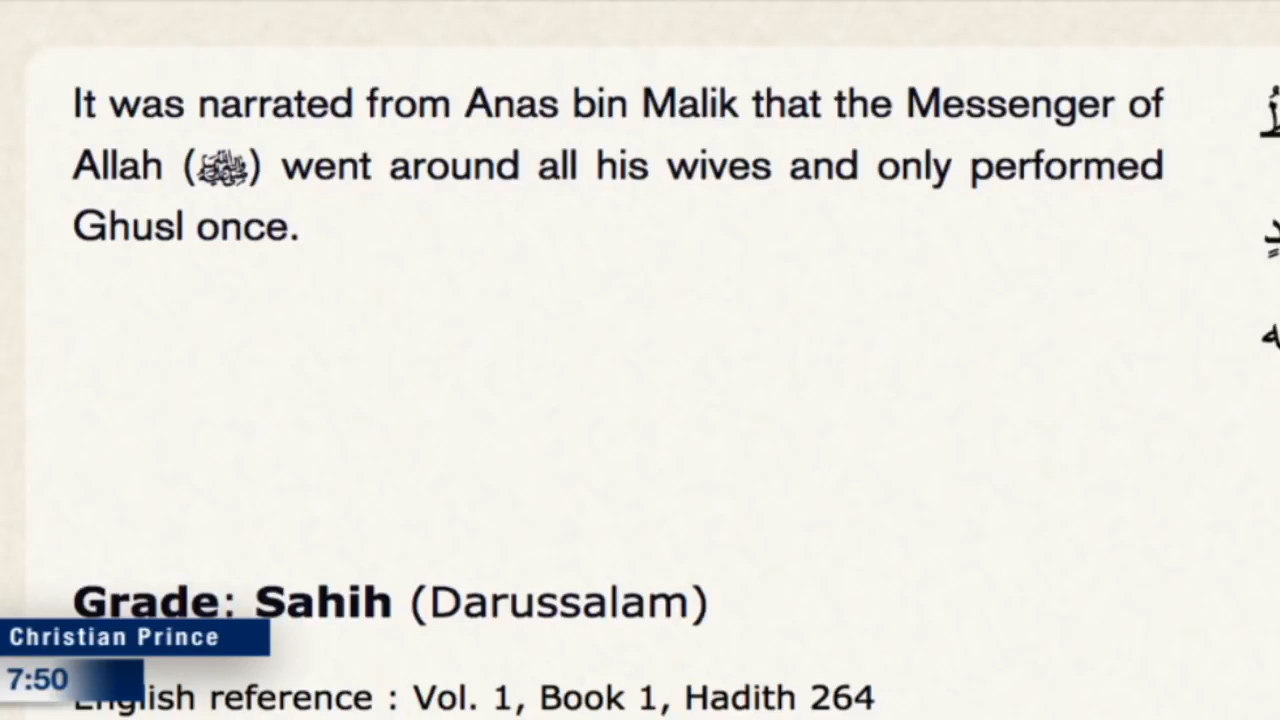 It was narrated from Anas bin Malik that the Messenger of
Allah (ﷺ) went around all his wives and only performed
Ghusl once.
Grade: Sahih (Darussalam)
Christian Prince
7:50
English reference : Vol. 1, Book 1, Hadith 264